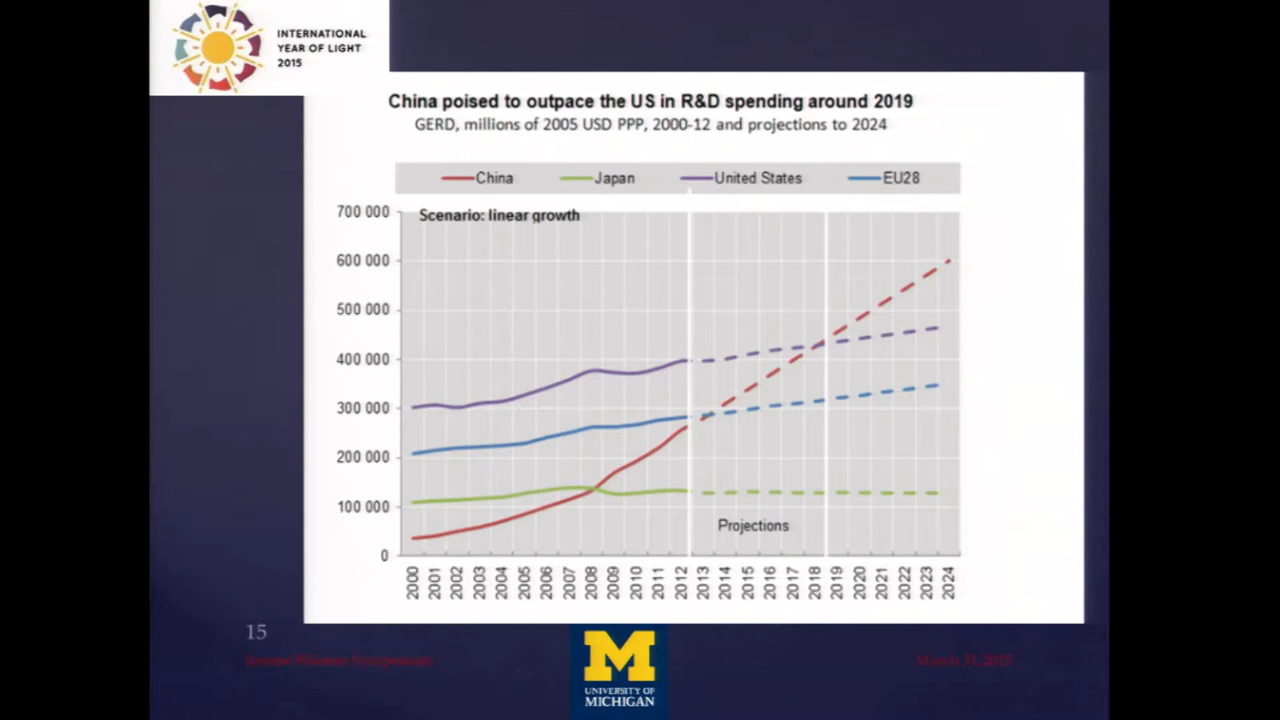 INTERNATIONAL
YEAR OF LIGHT
2015
China poised to outpace the US in R&D spending around 2019
GERD, millions of 2005 USD PPP, 2000-12 and projections to 2024
China Japan United States EU28
Scenario: linear growth
700 000
600 000
500 000
400 000
300 000
200 000
100 000
0
Projections
2000 2001 2002 2003 2004 2005 2006 2007 2008 2009 2010 2011 2012 2013 2014 2015 2016 2017 2018 2019 2020 2021 2022 2023 2024
15
March 31, 2015
M
UNIVERSITY OF
MICHIGAN